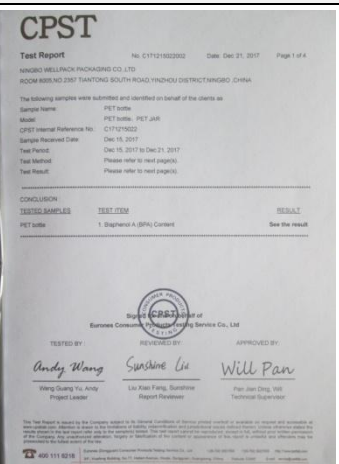 CPST
Test Report No. C171215022002 Date: Dec 21, 2017 Page 1 of 4
NINGBO WELLPACK PACKAGING CO.,LTD
ROOM 8005,NO.2357 TIANTONG SOUTH ROAD,YINZHOU DISTRICT,NINGBO ,CHINA
The following samples were submitted and identified on behalf of the clients as
Sample Name: PET bottle
Model: PET bottle, PET JAR
CPST Internal Reference No: C171215022
Sample Received Date: Dec 15, 2017
Test Period: Dec 15, 2017 to Dec 21, 2017
Test Method: Please refer to next page(s).
Test Result: Please refer to next page(s).
CONCLUSION:
TESTED SAMPLES TEST ITEM RESULT
PET bottle 1. Bisphenol A (BPA) Content See the result
CONSUMER PRODUCTS
CPST
TESTING
Signed for and on behalf of
Eurones Consumer Products Testing Service Co., Ltd
TESTED BY: REVIEWED BY: APPROVED BY:
Andy Wang Sunshine Liu Will Pan
Weng Guang Yu, Andy Liu Xiao Fang, Sunshine Pan Jian Ding, Will
Project Leader Report Reviewer Technical Supervisor
400 111 8218